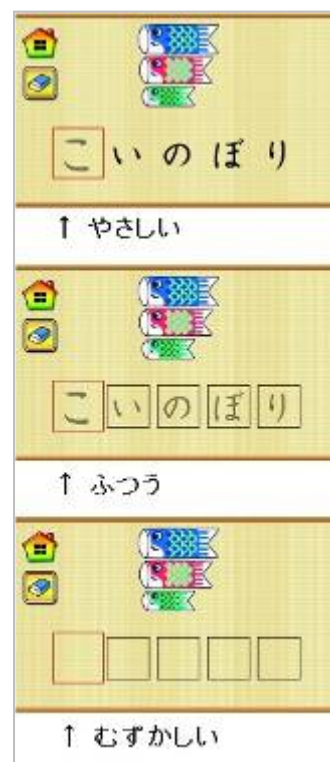 こいのぼり
↑ やさしい
こいのぼり
↑ ふつう
↑ むずかしい